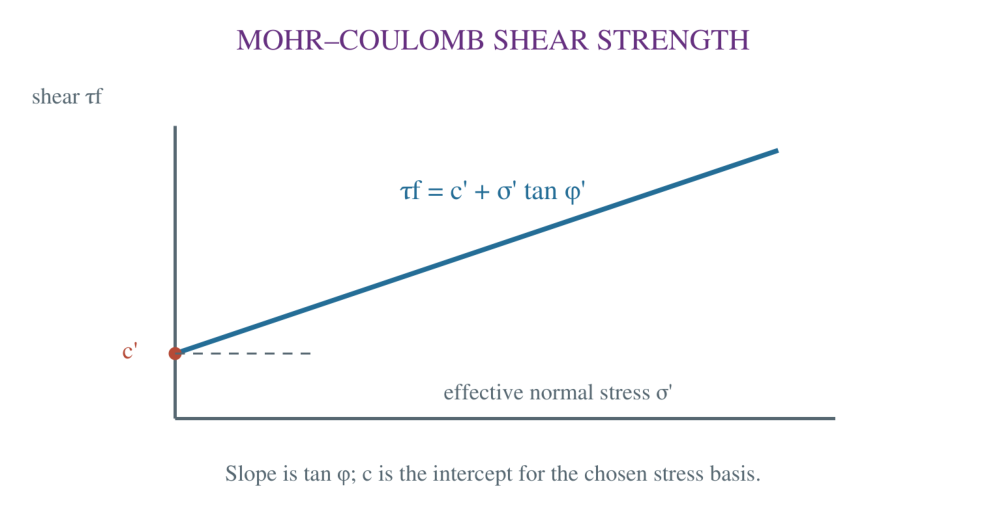 MOHR–COULOMB SHEAR STRENGTH
shear τf
τf = c' + σ' tan φ'
c'
effective normal stress σ'
Slope is tan φ; c is the intercept for the chosen stress basis.